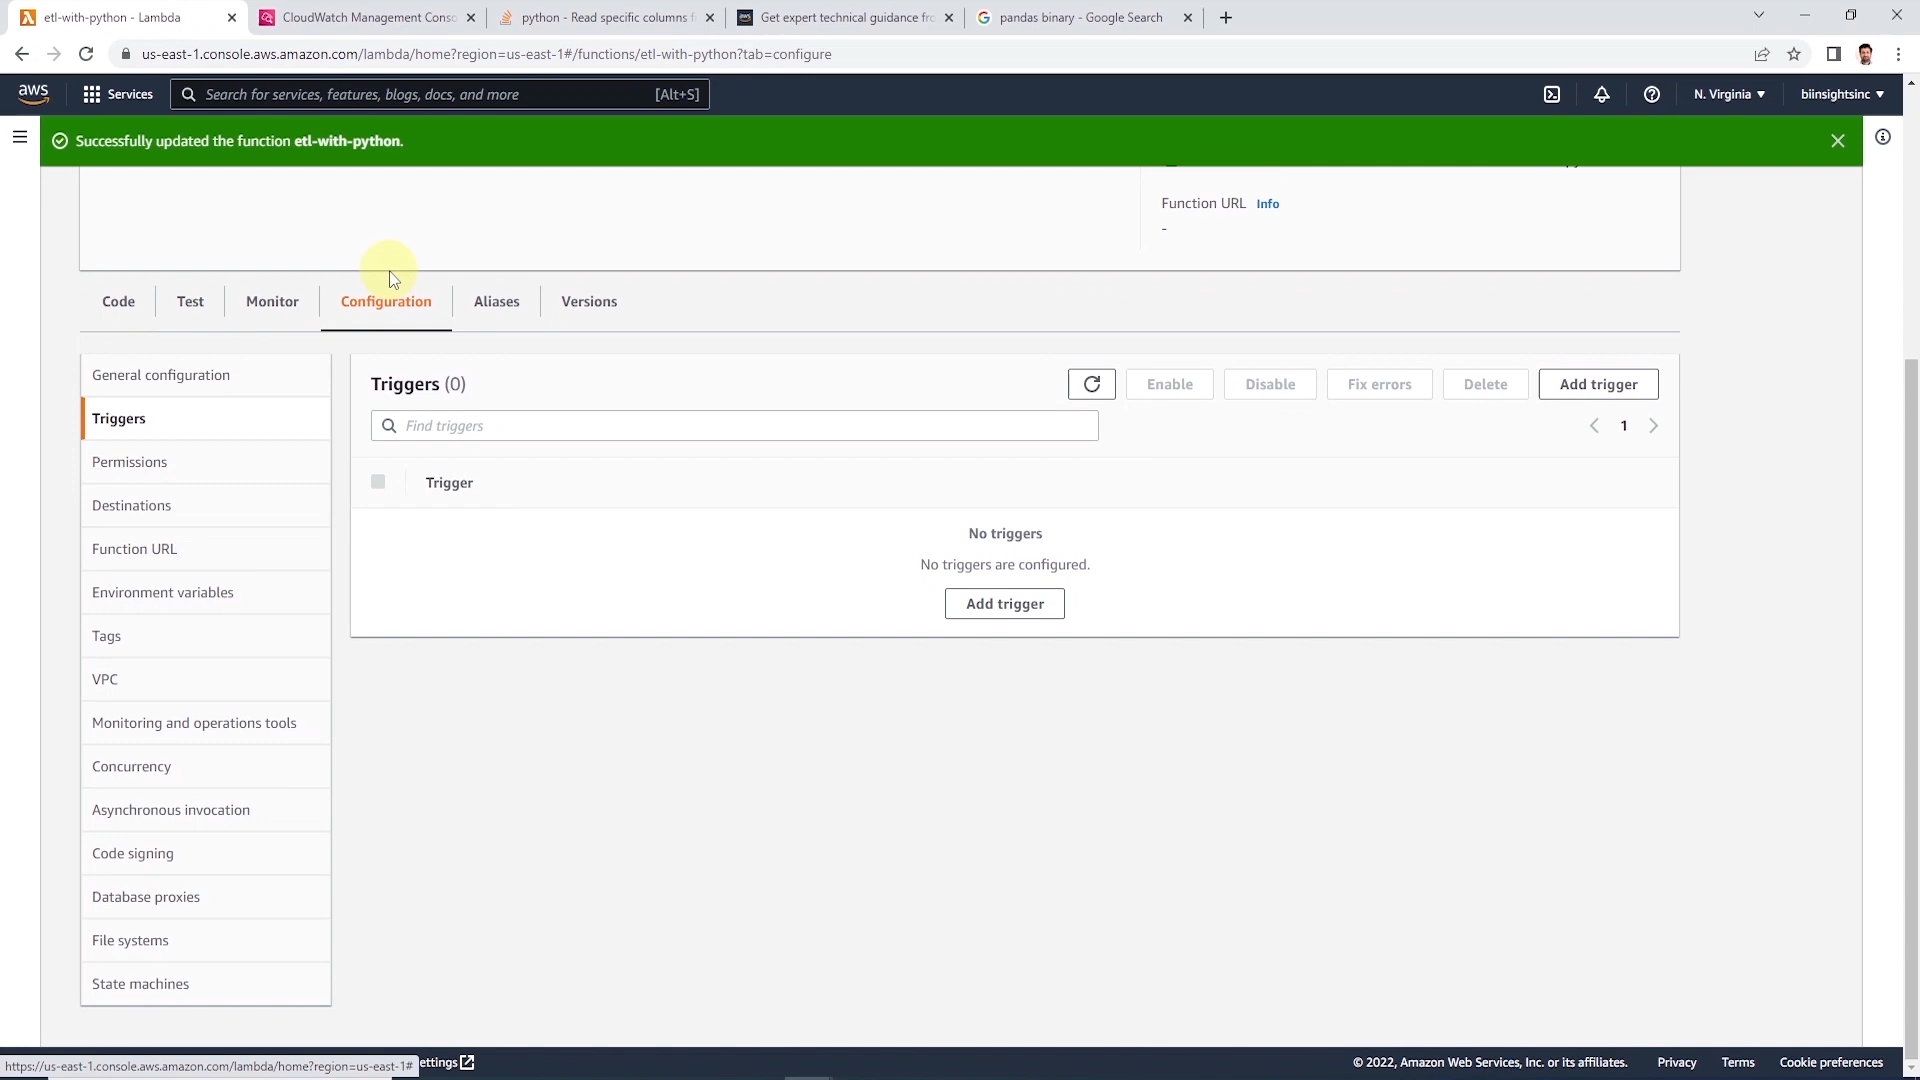 etl-with-python - Lambda
CloudWatch Management Conso
python - Read specific columns f
Get expert technical guidance fro
pandas binary - Google Search
us-east-1.console.aws.amazon.com/lambda/home?region=us-east-1#/functions/etl-with-python?tab=configure
aws
Services
Search for services, features, blogs, docs, and more
[Alt+S]
N. Virginia
biinsightsinc
Successfully updated the function etl-with-python.
Function URL Info
-
Code
Test
Monitor
Configuration
Aliases
Versions
General configuration
Triggers
Permissions
Destinations
Function URL
Environment variables
Tags
VPC
Monitoring and operations tools
Concurrency
Asynchronous invocation
Code signing
Database proxies
File systems
State machines
Triggers (0)
Enable
Disable
Fix errors
Delete
Add trigger
Find triggers
1
Trigger
No triggers
No triggers are configured.
Add trigger
https://us-east-1.console.aws.amazon.com/lambda/home?region=us-east-1#
ettings
© 2022, Amazon Web Services, Inc. or its affiliates.
Privacy
Terms
Cookie preferences